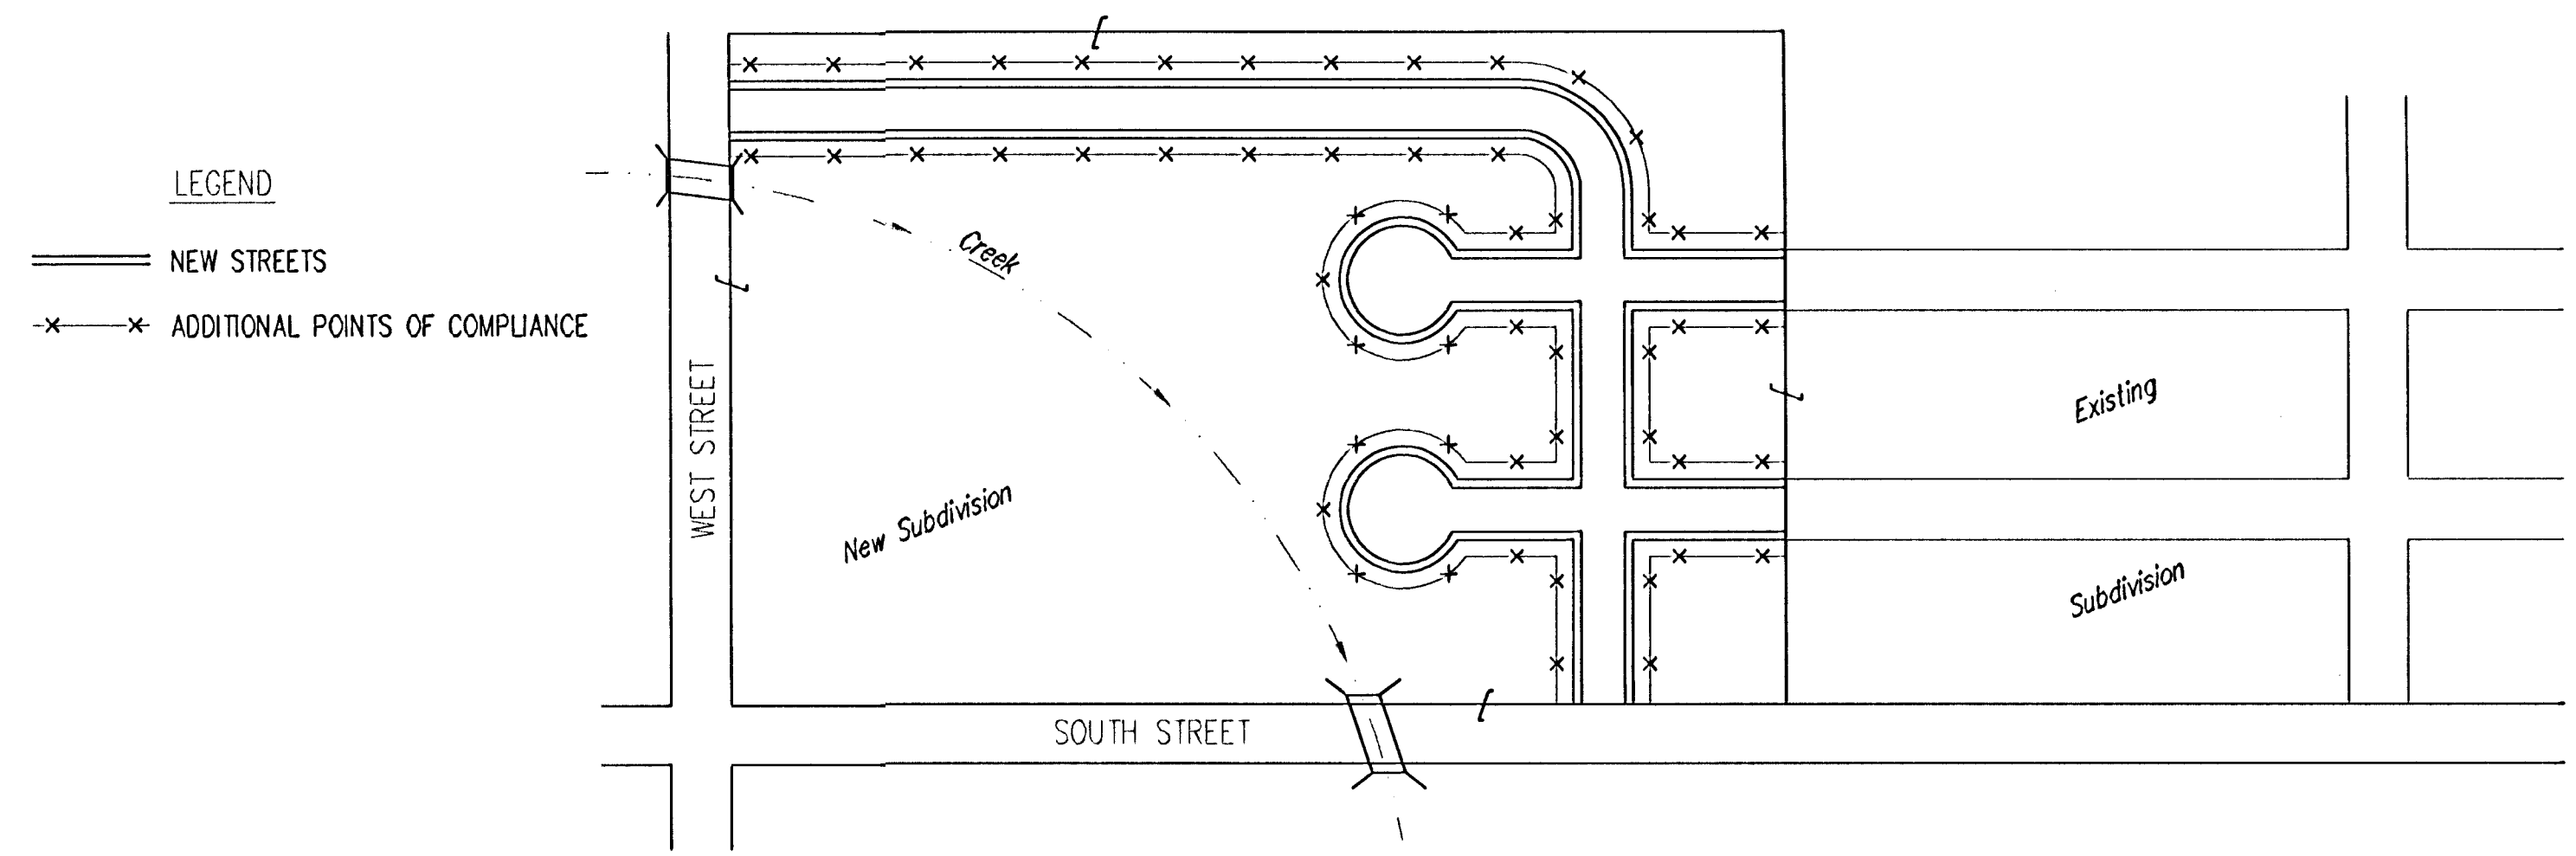 LEGEND
NEW STREETS
ADDITIONAL POINTS OF COMPLIANCE
WEST STREET
Creek
New Subdivision
SOUTH STREET
Existing
Subdivision